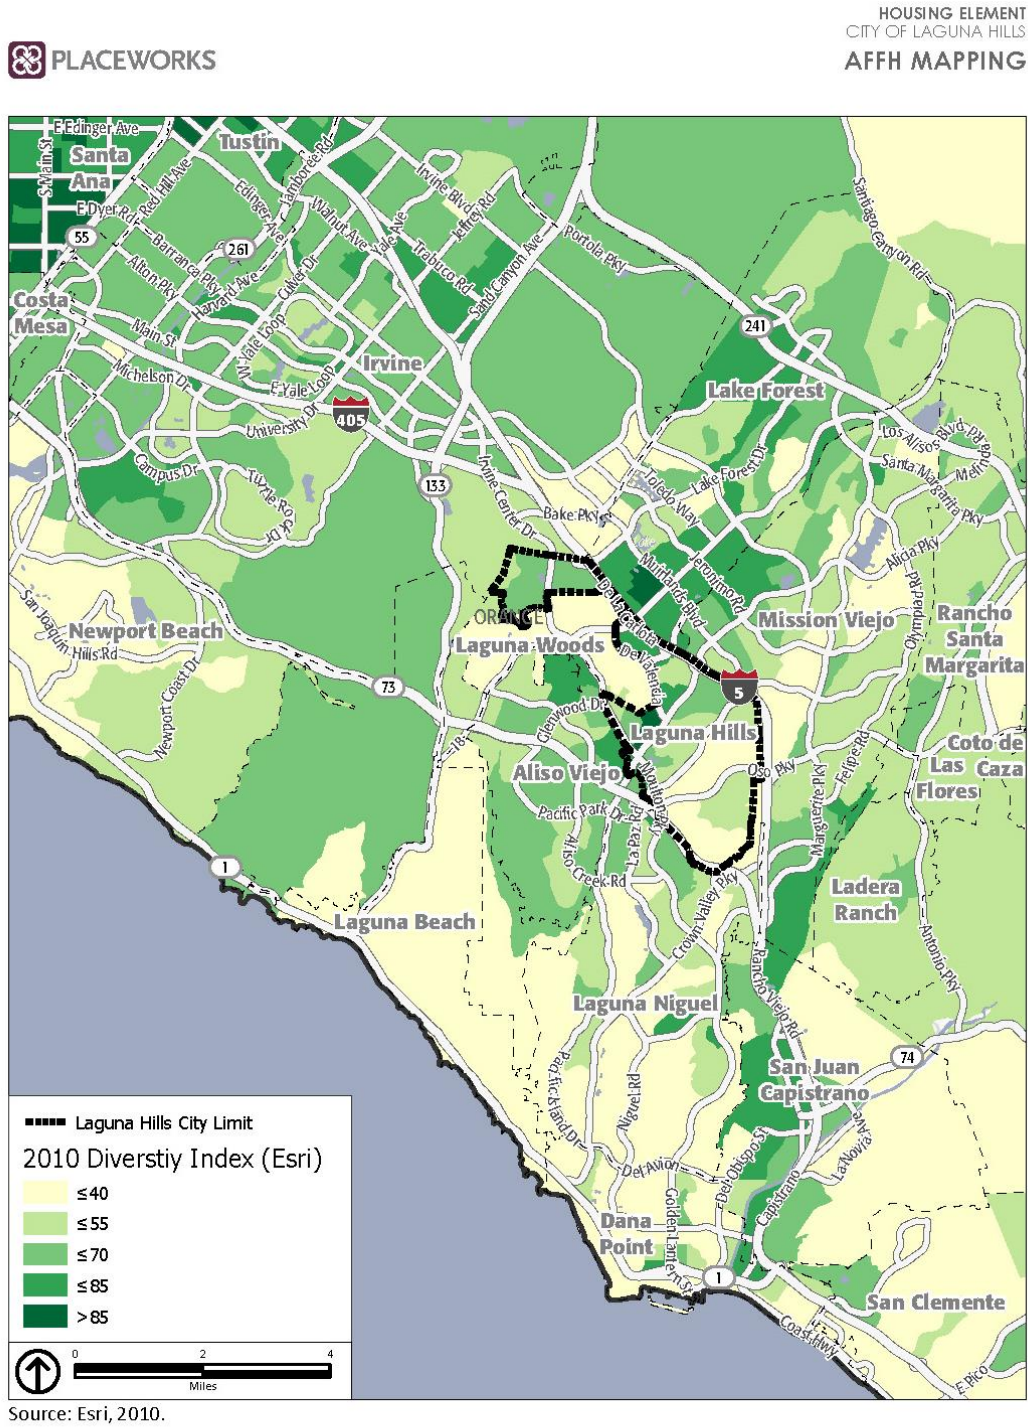 HOUSING ELEMENT
CITY OF LAGUNA HILLS
AFFH MAPPING
PLACEWORKS
E Edinger Ave
Santa
Ana
S Main St
Tustin
Red Hill Ave
E Dyer Rd
55
Edinger Ave
Jamboree Rd
Walnut Ave
Irvine Blvd
Jeffrey Rd
Yale Ave
Trabuco Rd
Sand Canyon Ave
Portola Pky
Santiago Canyon Rd
261
Barranca Pky
Alton Pky
Harvard Ave
Culver Dr
Costa
Mesa
Main St
W Yale Loop
Michelson Dr
E Yale Loop
Irvine
University Dr
405
241
Lake Forest
Los Alisos Blvd
Santa Margarita Pky
Melinda Rd
Campus Dr
Turtle Rock Dr
133
Irvine Center Dr
Lake Forest Dr
Toledo Way
Bake Pky
Alicia Pky
Muirlands Blvd
Jeronimo Rd
Olympiad Rd
ORANGE
San Joaquin Hills Rd
Newport Beach
Newport Coast Dr
Laguna Woods
De La Carlota
De Valencia
Mission Viejo
Rancho
Santa
Margarita
73
5
Glenwood Dr
Laguna Hills
18
Aliso Viejo
Moulton Pky
Oso Pky
Felipe Rd
Marguerite Pky
Coto de
Caza
Las
Flores
Pacific Park Dr
La Paz Rd
Aliso Creek Rd
1
Crown Valley Pky
Ladera
Ranch
Laguna Beach
Antonio Pky
Rancho Viejo Rd
Laguna Niguel
74
San Juan
Capistrano
Pacific Island Dr
Niguel Rd
La Novia Ave
Del Obispo St
Del Avion
Capistrano
Golden Lantern St
Dana
Point
1
San Clemente
Coast Hwy
E Pico
Laguna Hills City Limit
2010 Diverstiy Index (Esri)
≤40
≤55
≤70
≤85
>85
0 2 4
Miles
Source: Esri, 2010.